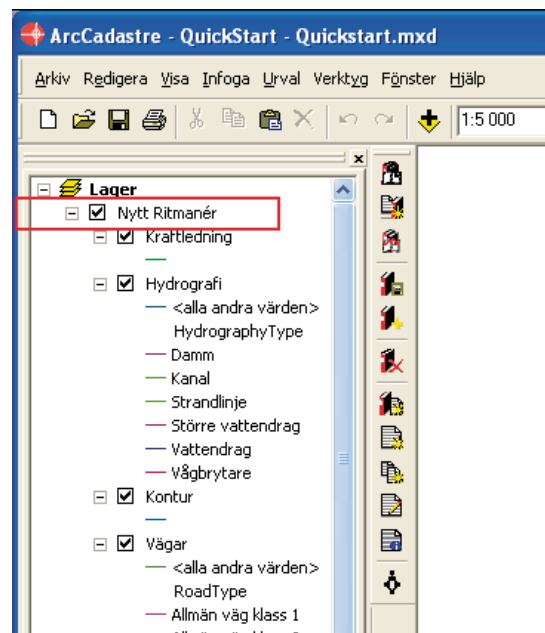 ArcCadastre - QuickStart - Quickstart.mxd
Arkiv Redigera Visa Infoga Urval Verktyg Fönster Hjälp
1:5 000
Lager
Nytt Ritmanér
Kraftledning
Hydrografi
<alla andra värden>
HydrographyType
Damm
Kanal
Strandlinje
Större vattendrag
Vattendrag
Vågbrytare
Kontur
Vägar
<alla andra värden>
RoadType
Allmän väg klass 1